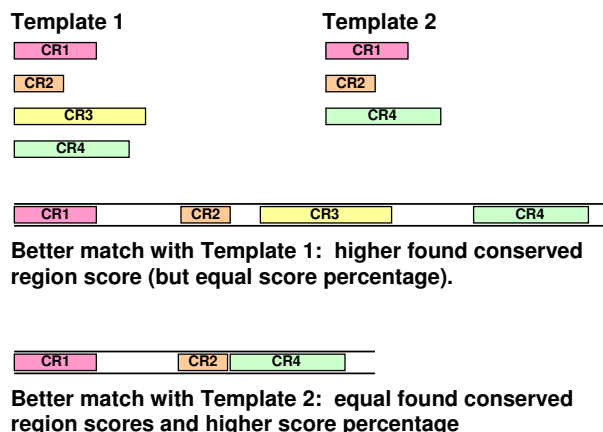 Template 1 Template 2
CR1 CR1
CR2 CR2
CR3 CR4
CR4
CR1 CR2 CR3 CR4
Better match with Template 1: higher found conserved
region score (but equal score percentage).
CR1 CR2 CR4
Better match with Template 2: equal found conserved
region scores and higher score percentage